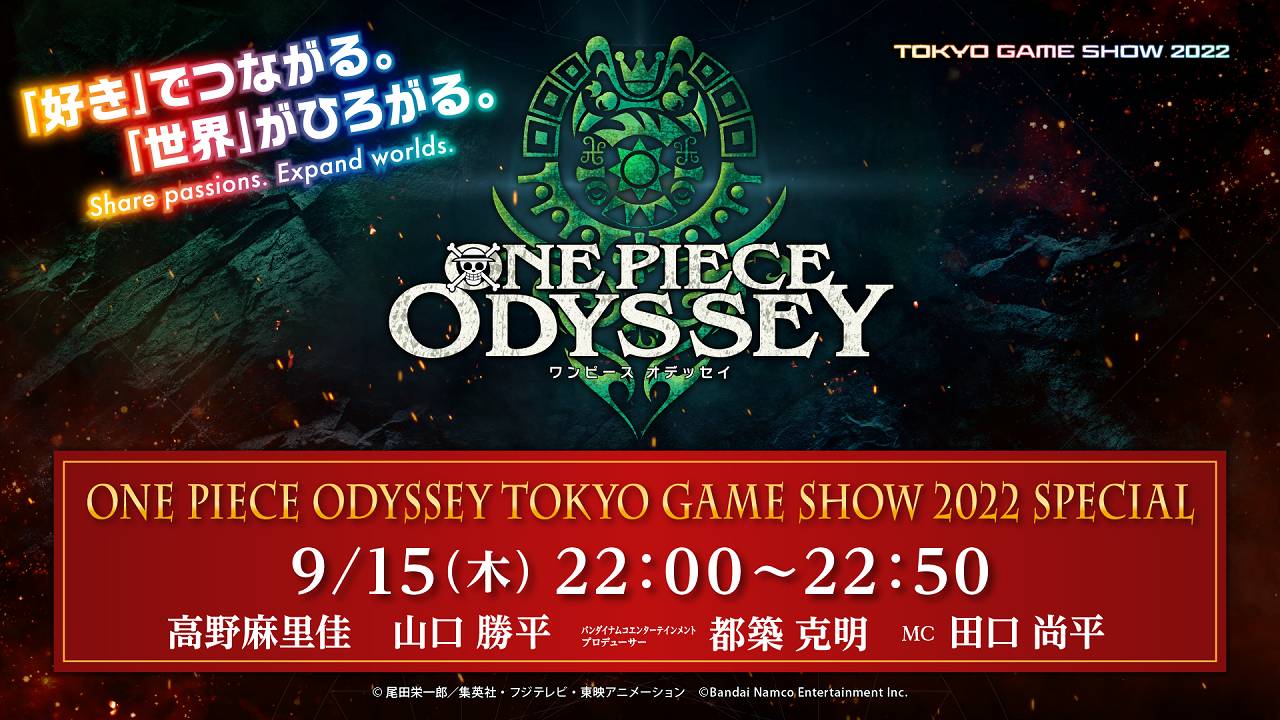 「好き」でつながる。
「世界」がひろがる。
Share passions. Expand worlds.
TOKYO GAME SHOW 2022
ONE PIECE
ODYSSEY
ワンピース オデッセイ
ONE PIECE ODYSSEY TOKYO GAME SHOW 2022 SPECIAL
9/15(木) 22:00～22:50
高野麻里佳 山口 勝平 バンダイナムコエンターテインメント プロデューサー 都築 克明 MC 田口 尚平
© 尾田栄一郎／集英社・フジテレビ・東映アニメーション ©Bandai Namco Entertainment Inc.